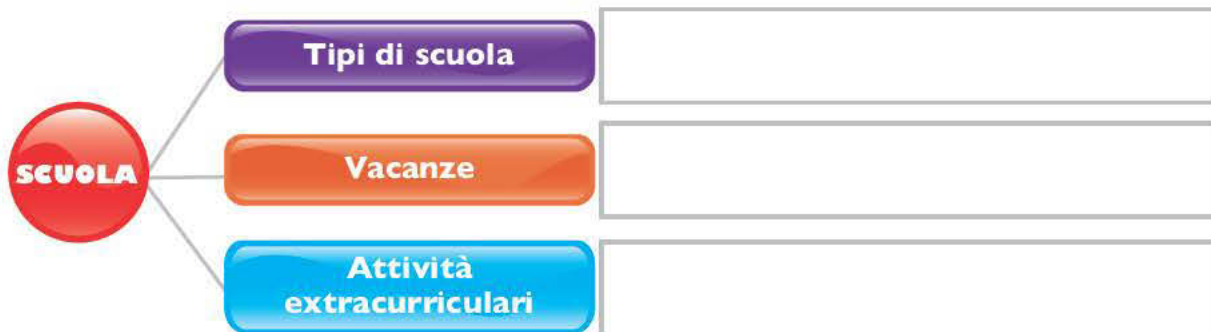 SCUOLA
Tipi di scuola
Vacanze
Attività
extracurriculari